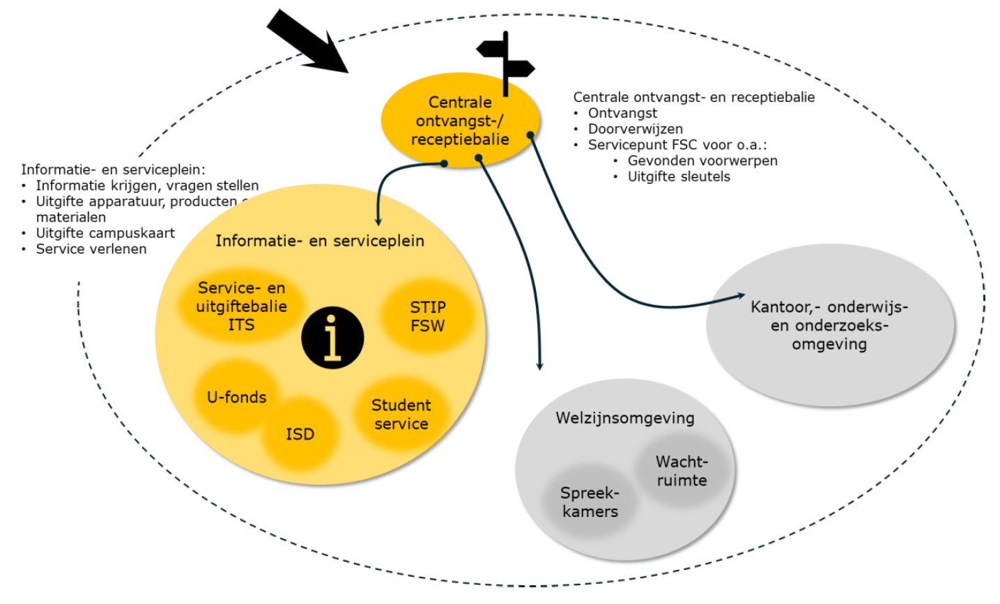 Centrale
ontvangst-/
receptiebalie
Centrale ontvangst- en receptiebalie
• Ontvangst
• Doorverwijzen
• Servicepunt FSC voor o.a.:
• Gevonden voorwerpen
• Uitgifte sleutels
Informatie- en serviceplein:
• Informatie krijgen, vragen stellen
• Uitgifte apparatuur, producten
materialen
• Uitgifte campuskaart
• Service verlenen
Informatie- en serviceplein
Service- en
uitgiftebalie
ITS
i
STIP
FSW
U-fonds
ISD
Student
service
Kantoor,- onderwijs-
en onderzoeks-
omgeving
Welzijnsomgeving
Wacht-
ruimte
Spreek-
kamers